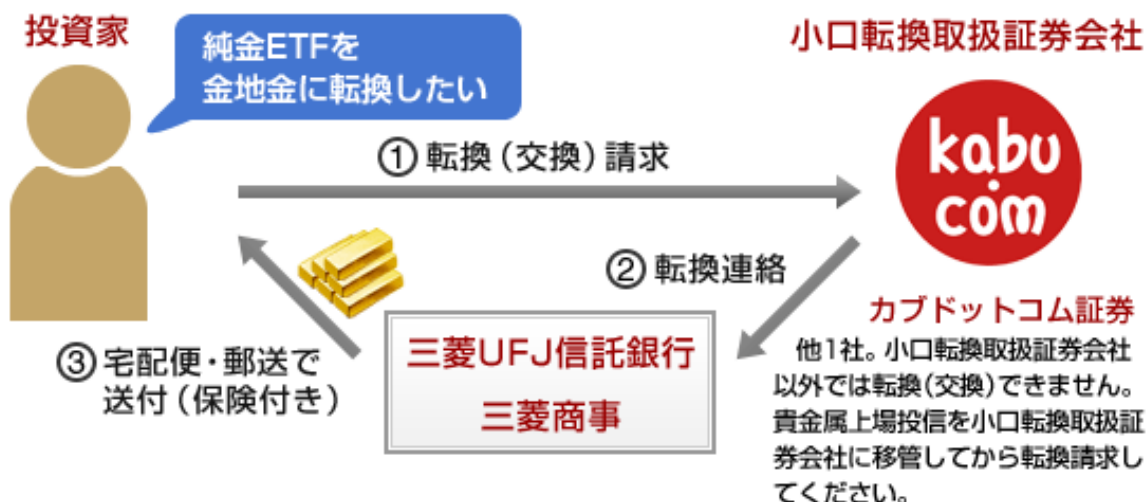 投資家
純金ETFを
金地金に転換したい
小口転換取扱証券会社
①転換(交換)請求
kabu
.com
②転換連絡
③宅配便・郵送で
送付(保険付き)
三菱UFJ信託銀行
三菱商事
カブドットコム証券
他1社。小口転換取扱証券会社
以外では転換(交換)できません。
貴金属上場投信を小口転換取扱証
券会社に移管してから転換請求し
てください。